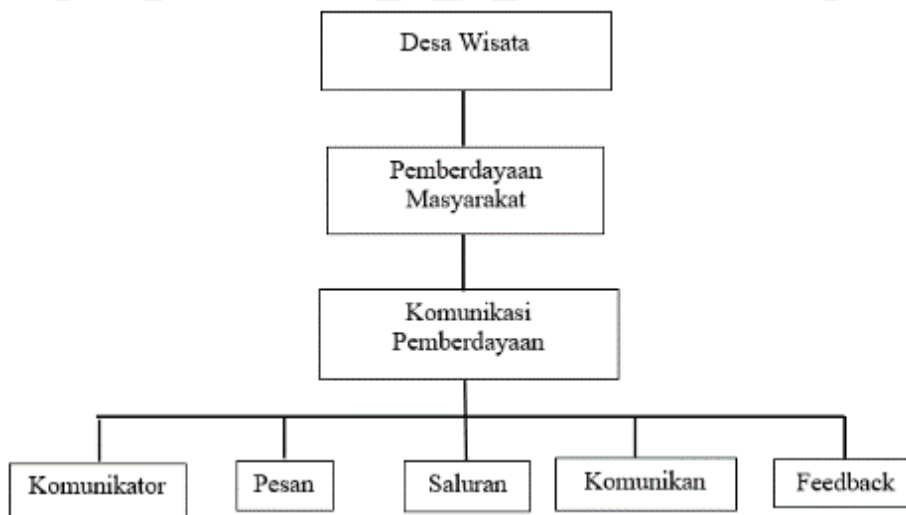 Desa Wisata
Pemberdayaan
Masyarakat
Komunikasi
Pemberdayaan
Komunikator
Pesan
Saluran
Komunikan
Feedback